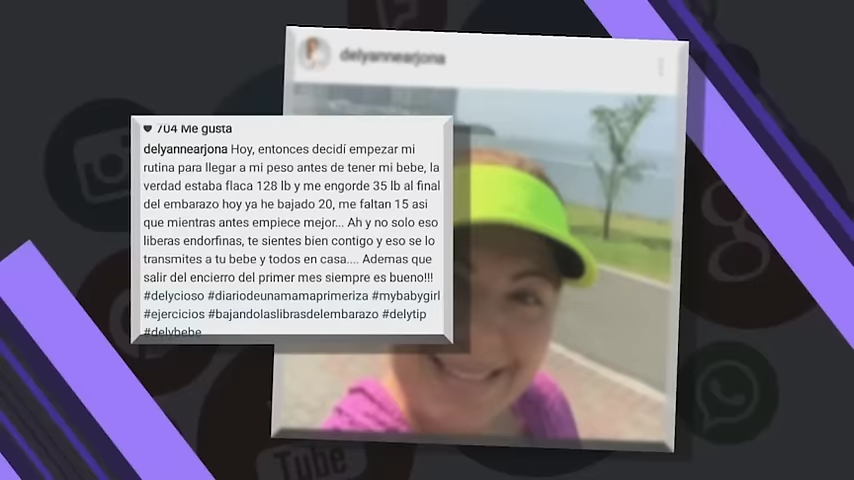 delyannearjona
704 Me gusta
delyannearjona Hoy, entonces decidí empezar mi
rutina para llegar a mi peso antes de tener mi bebe, la
verdad estaba flaca 128 lb y me engorde 35 lb al final
del embarazo hoy ya he bajado 20, me faltan 15 asi
que mientras antes empiece mejor... Ah y no solo eso
liberas endorfinas, te sientes bien contigo y eso se lo
transmites a tu bebe y todos en casa.... Ademas que
salir del encierro del primer mes siempre es bueno!!!
#delycioso #diariodeunamamaprimeriza #mybabygirl
#ejercicios #bajandolaslibrasdelembarazo #delytip
#delybebe
Tube